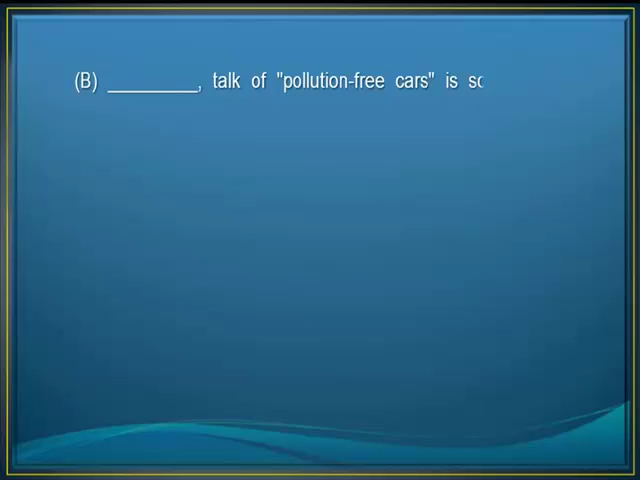 (B) _________, talk of "pollution-free cars" is